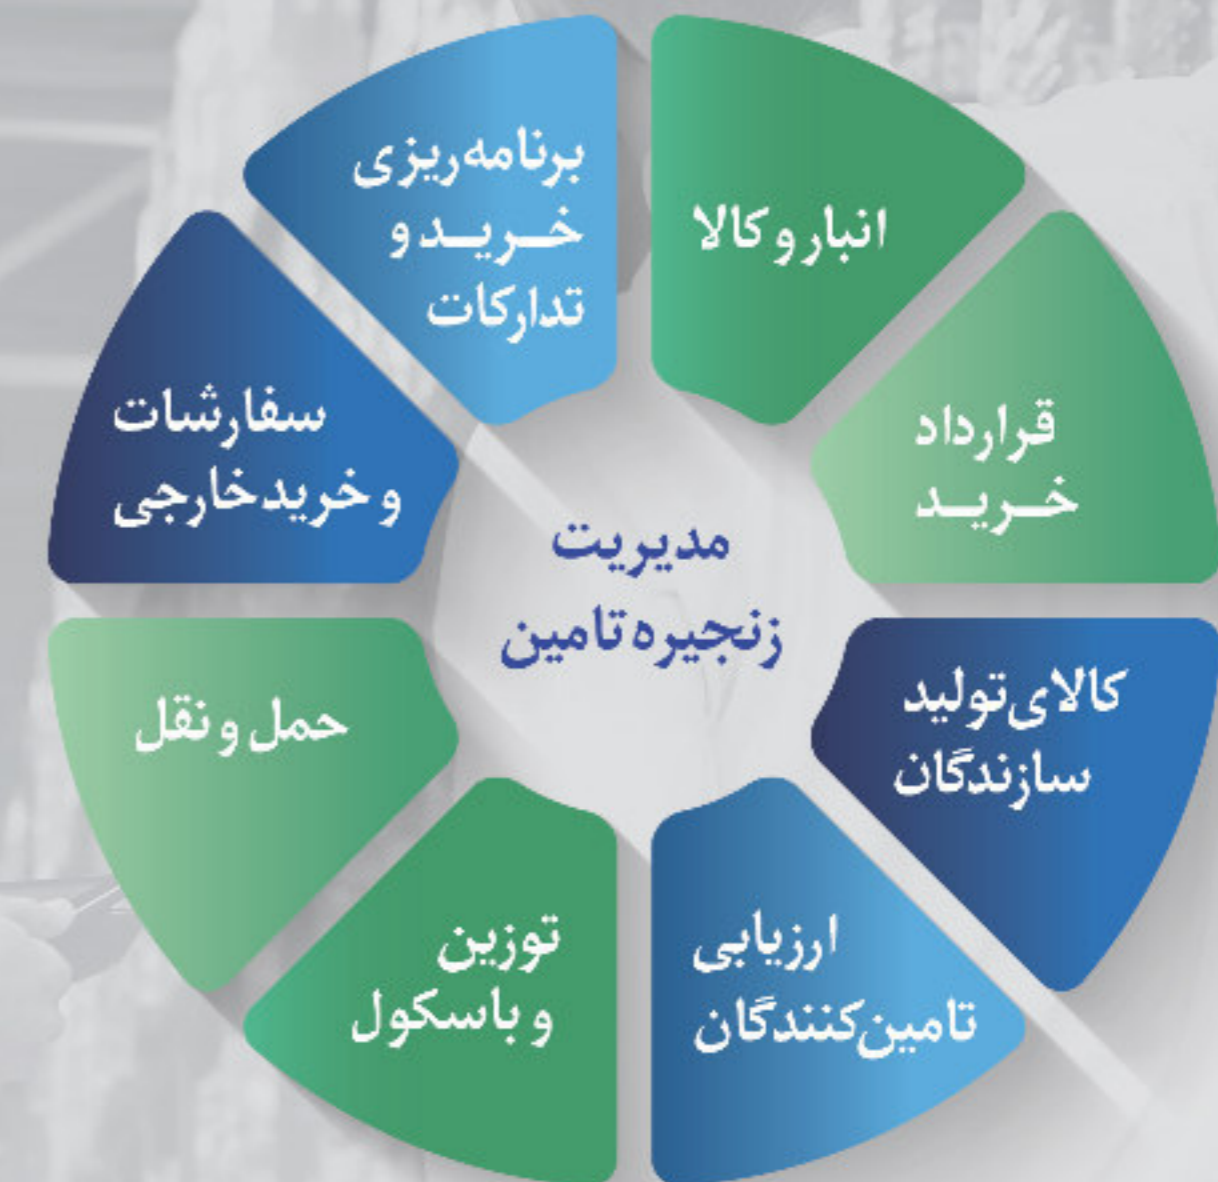 مدیریت
زنجیره تامین
انبار و کالا
قرارداد
خرید
کالای تولید
سازندگان
ارزیابی
تامین‌کنندگان
توزین
و باسکول
حمل و نقل
سفارشات
و خرید خارجی
برنامه‌ریزی
خرید و
تدارکات